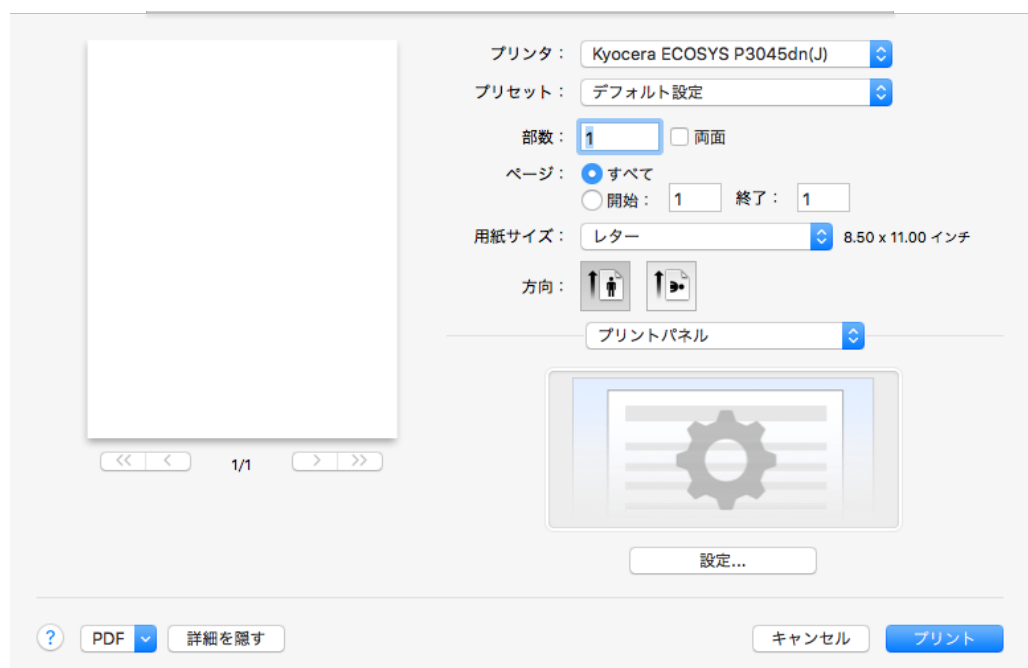 プリンタ： Kyocera ECOSYS P3045dn(J)
プリセット： デフォルト設定
部数： 1 両面
ページ： すべて
開始： 1 終了： 1
用紙サイズ： レター 8.50 x 11.00 インチ
方向：
プリントパネル
<< < 1/1 > >>
設定...
? PDF 詳細を隠す キャンセル プリント